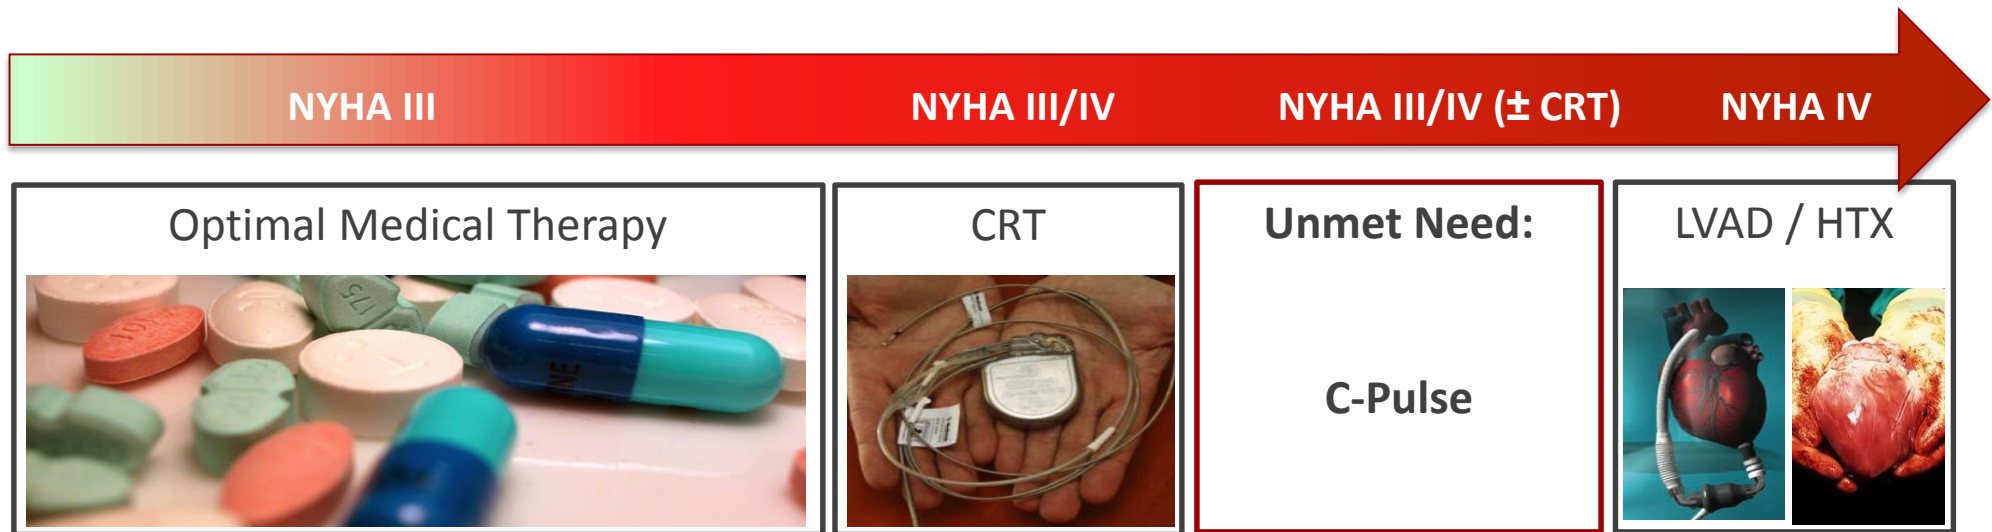 NYHA III
NYHA III/IV
NYHA III/IV (± CRT)
NYHA IV
Optimal Medical Therapy
CRT
Unmet Need:
C-Pulse
LVAD / HTX
175